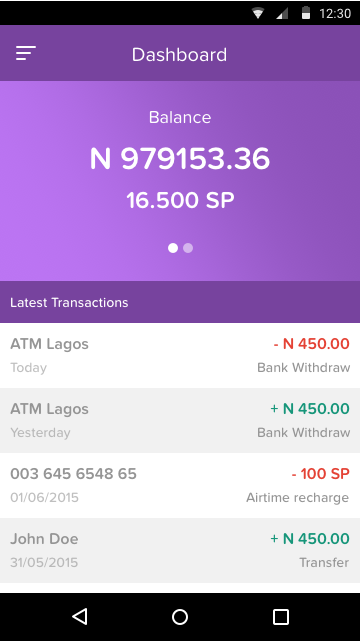 12:30
Dashboard
Balance
N 979153.36
16.500 SP
Latest Transactions
ATM Lagos - N 450.00
Today Bank Withdraw
ATM Lagos + N 450.00
Yesterday Bank Withdraw
003 645 6548 65 - 100 SP
01/06/2015 Airtime recharge
John Doe + N 450.00
31/05/2015 Transfer